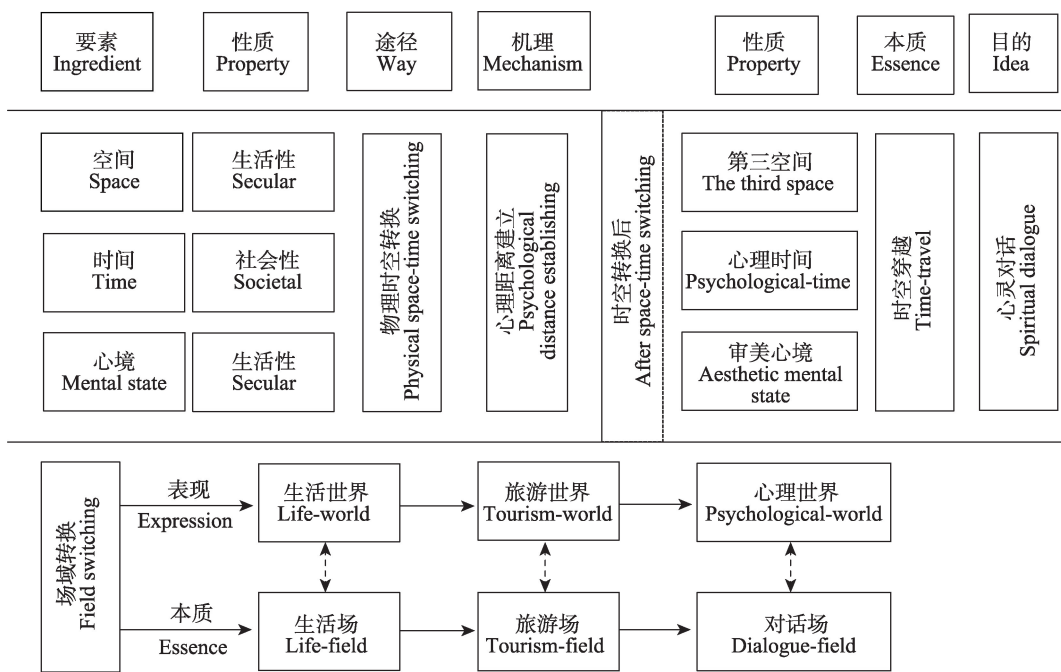 要素
Ingredient
性质
Property
途径
Way
机理
Mechanism
性质
Property
本质
Essence
目的
Idea
空间
Space
生活性
Secular
时间
Time
社会性
Societal
心境
Mental state
生活性
Secular
物理时空转换
Physical space-time switching
心理距离建立
Psychological
distance establishing
时空转换后
After space-time switching
第三空间
The third space
心理时间
Psychological-time
审美心境
Aesthetic mental
state
时空穿越
Time-travel
心灵对话
Spiritual dialogue
场域转换
Field switching
表现
Expression
生活世界
Life-world
旅游世界
Tourism-world
心理世界
Psychological-world
本质
Essence
生活场
Life-field
旅游场
Tourism-field
对话场
Dialogue-field